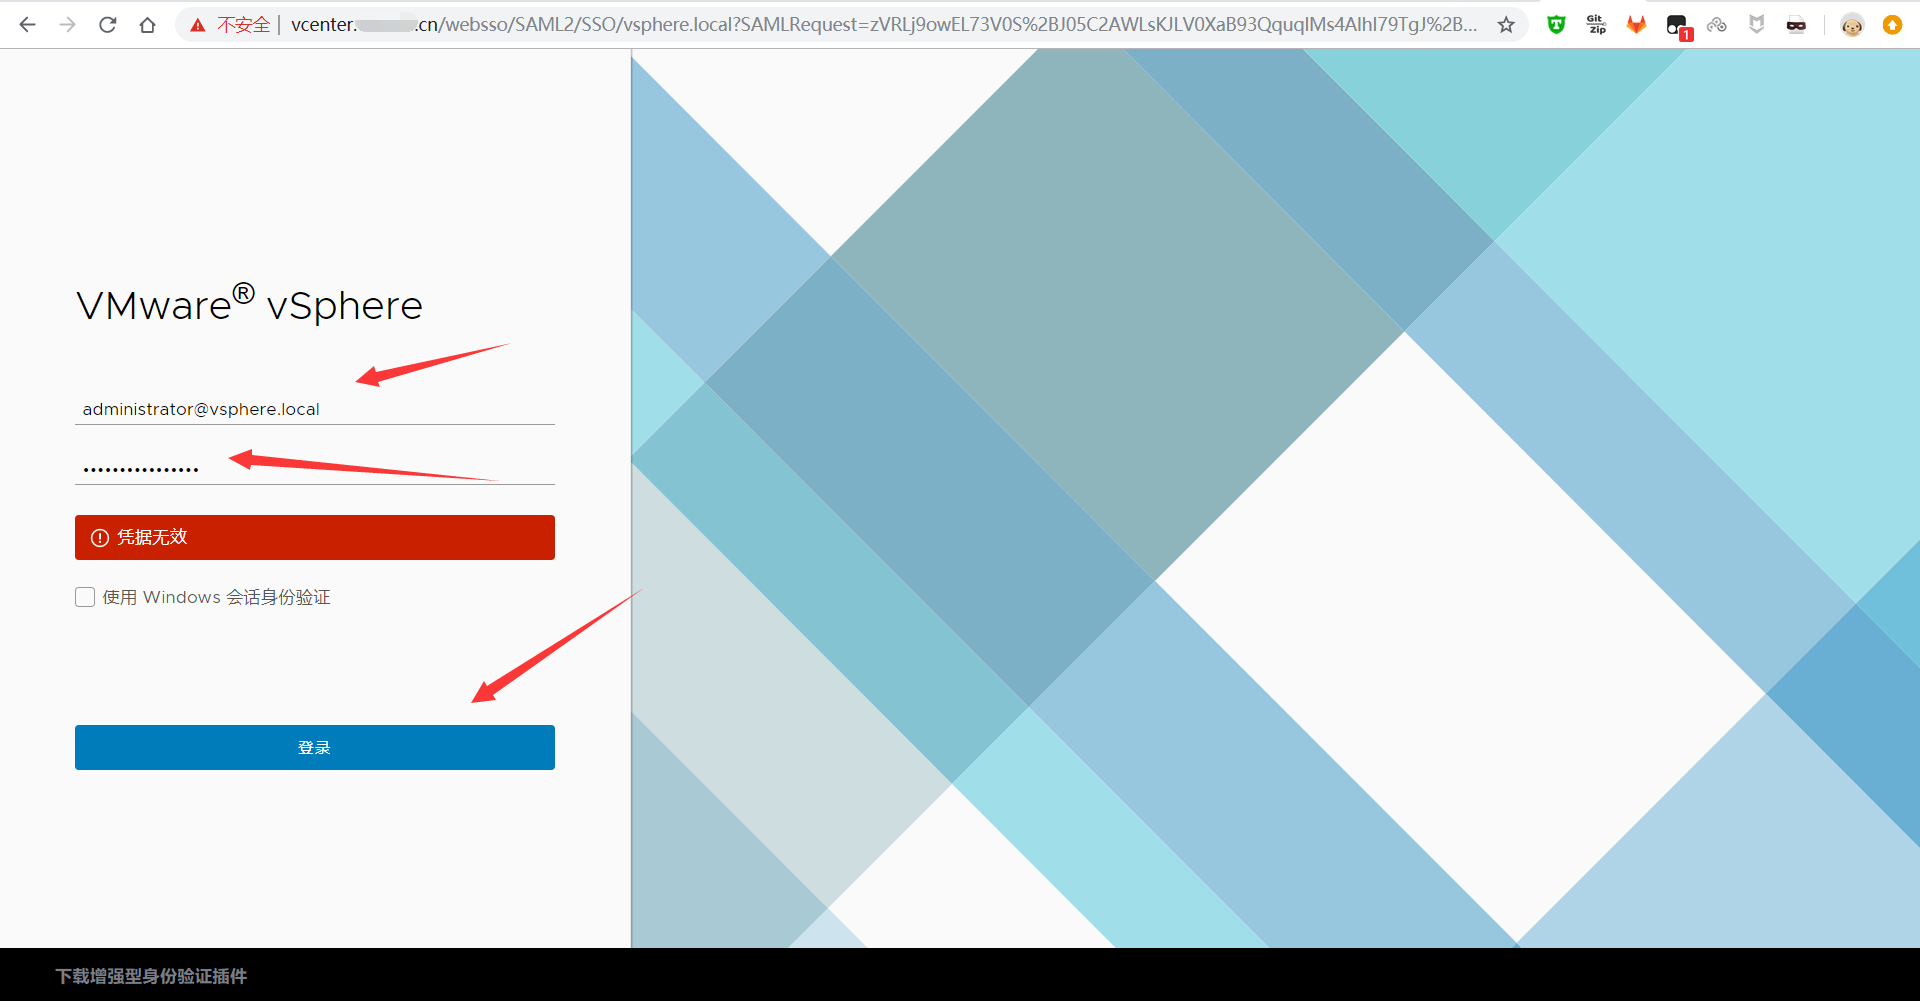 不安全 | vcenter. .cn/websso/SAML2/SSO/vsphere.local?SAMLRequest=zVRLj9owEL73V0S%2BJ05C2AWLsKJLV0XaB93QquqlMs4AlhI79TgJ%2B...
Git
zip
1
VMware® vSphere
administrator@vsphere.local
凭据无效
使用 Windows 会话身份验证
登录
下载增强型身份验证插件